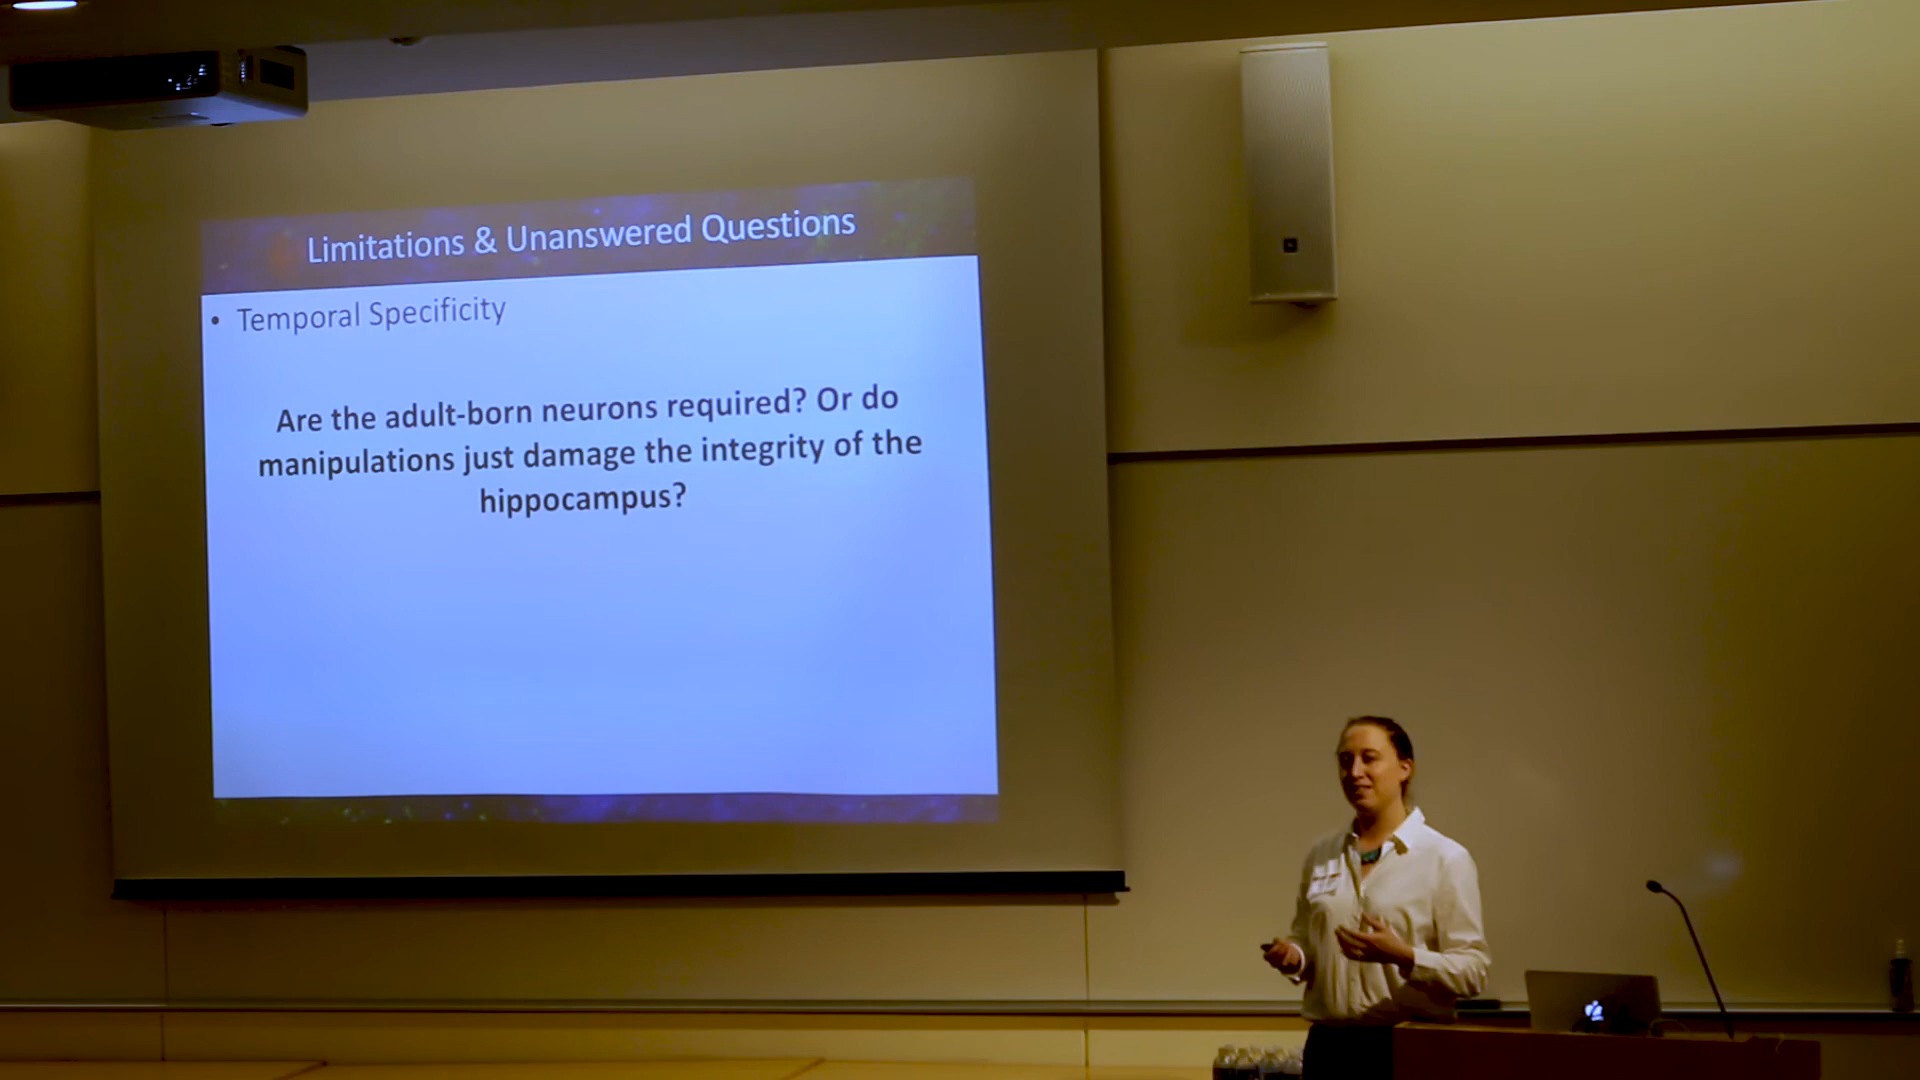 Limitations & Unanswered Questions
• Temporal Specificity
Are the adult-born neurons required? Or do
manipulations just damage the integrity of the
hippocampus?